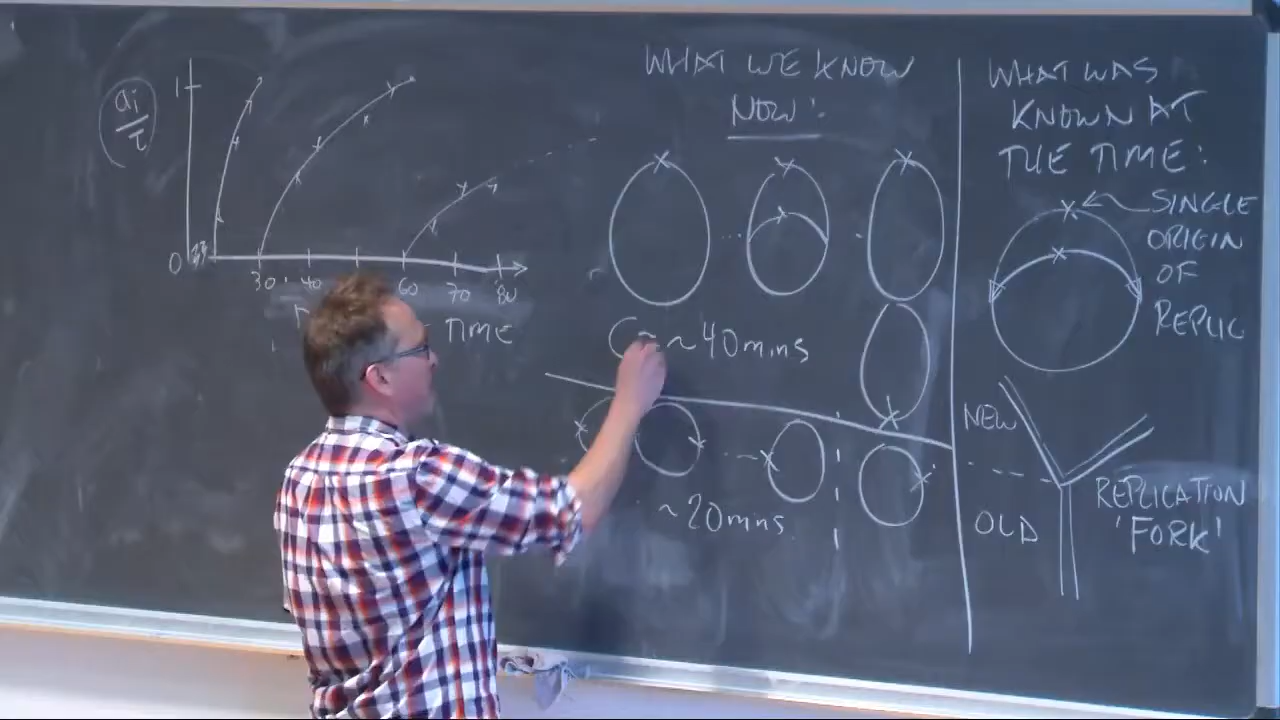 ai
τ
1
0
30 40 60 70 80
TIME
WHAT WE KNOW
NOW:
C = ~40mins
~20mins
WHAT WAS
KNOWN AT
THE TIME:
SINGLE
ORIGIN
OF
REPLIC
NEW
OLD
REPLICATION
'FORK'